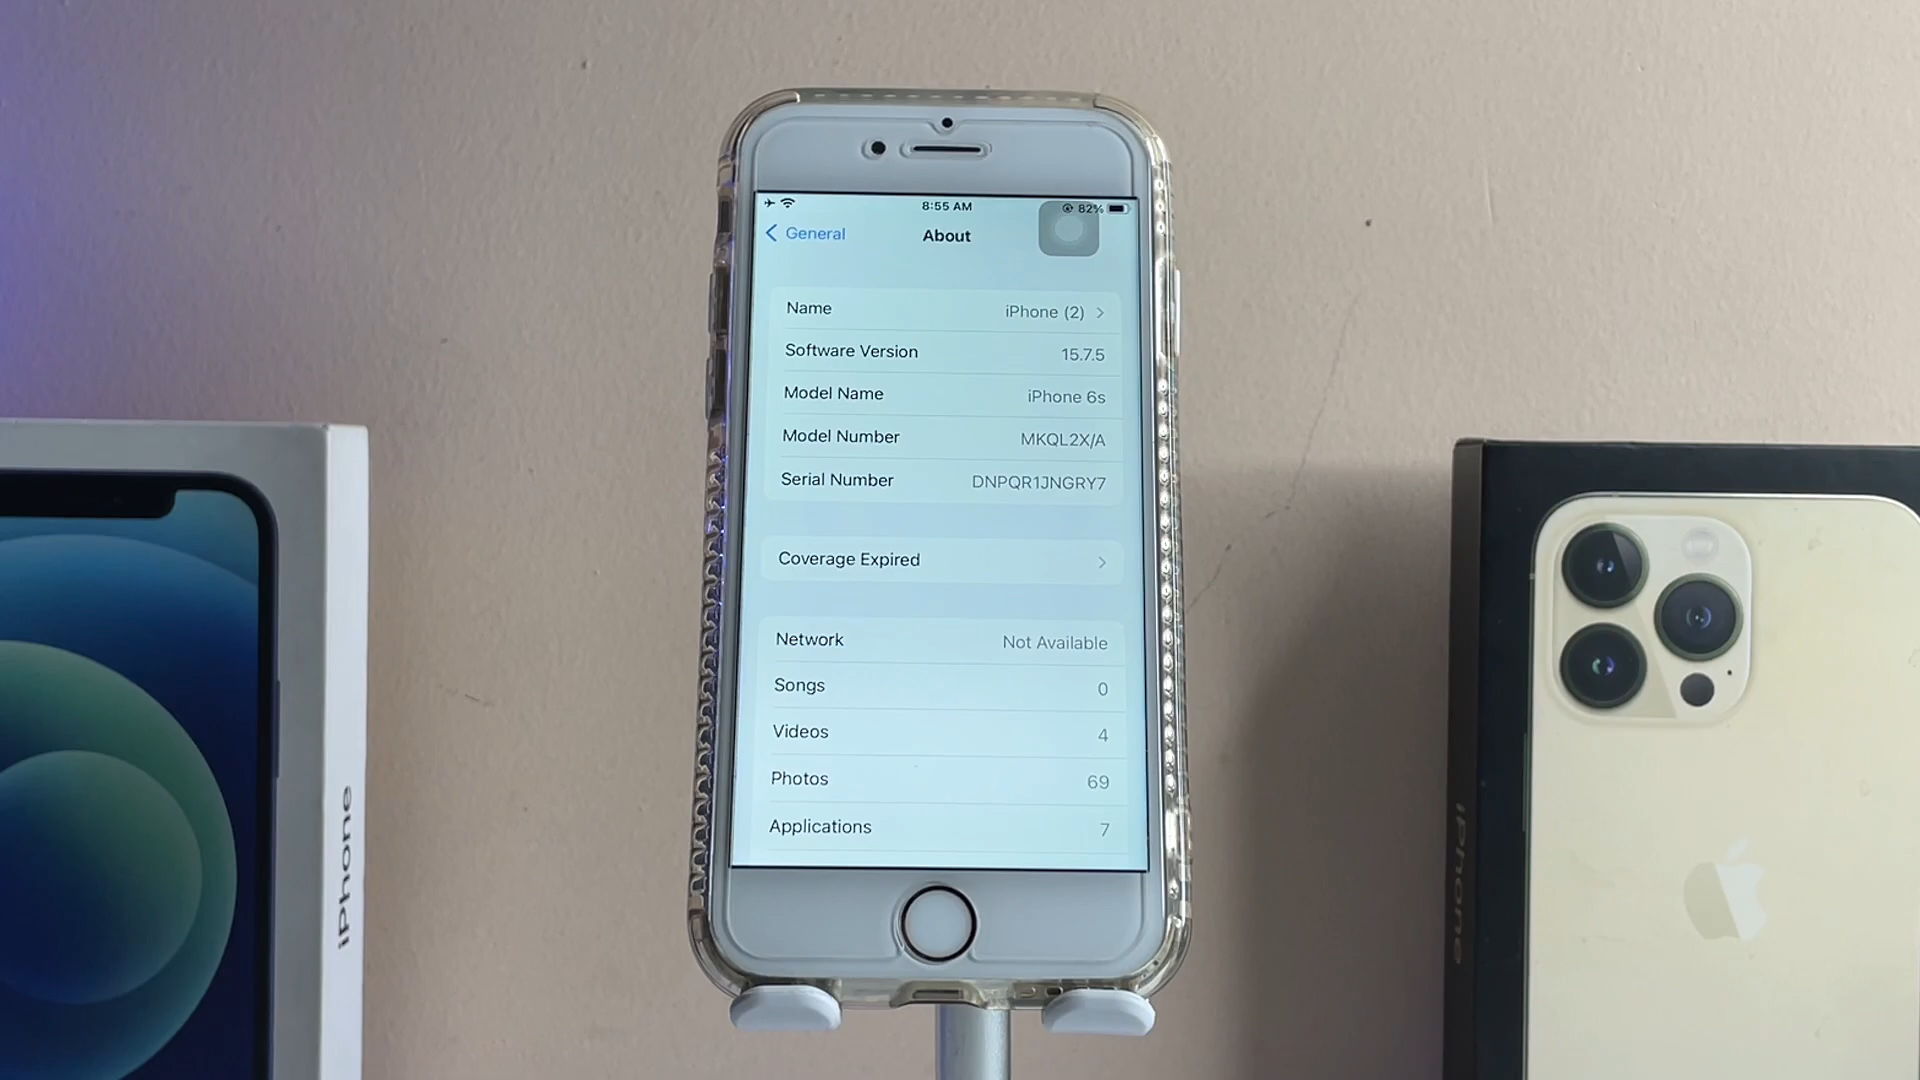 8:55 AM 82%
General About
Name iPhone (2)
Software Version 15.7.5
Model Name iPhone 6s
Model Number MKQL2X/A
Serial Number DNPQR1JNGRY7
Coverage Expired
Network Not Available
Songs 0
Videos 4
Photos 69
Applications 7
iPhone
iPhone